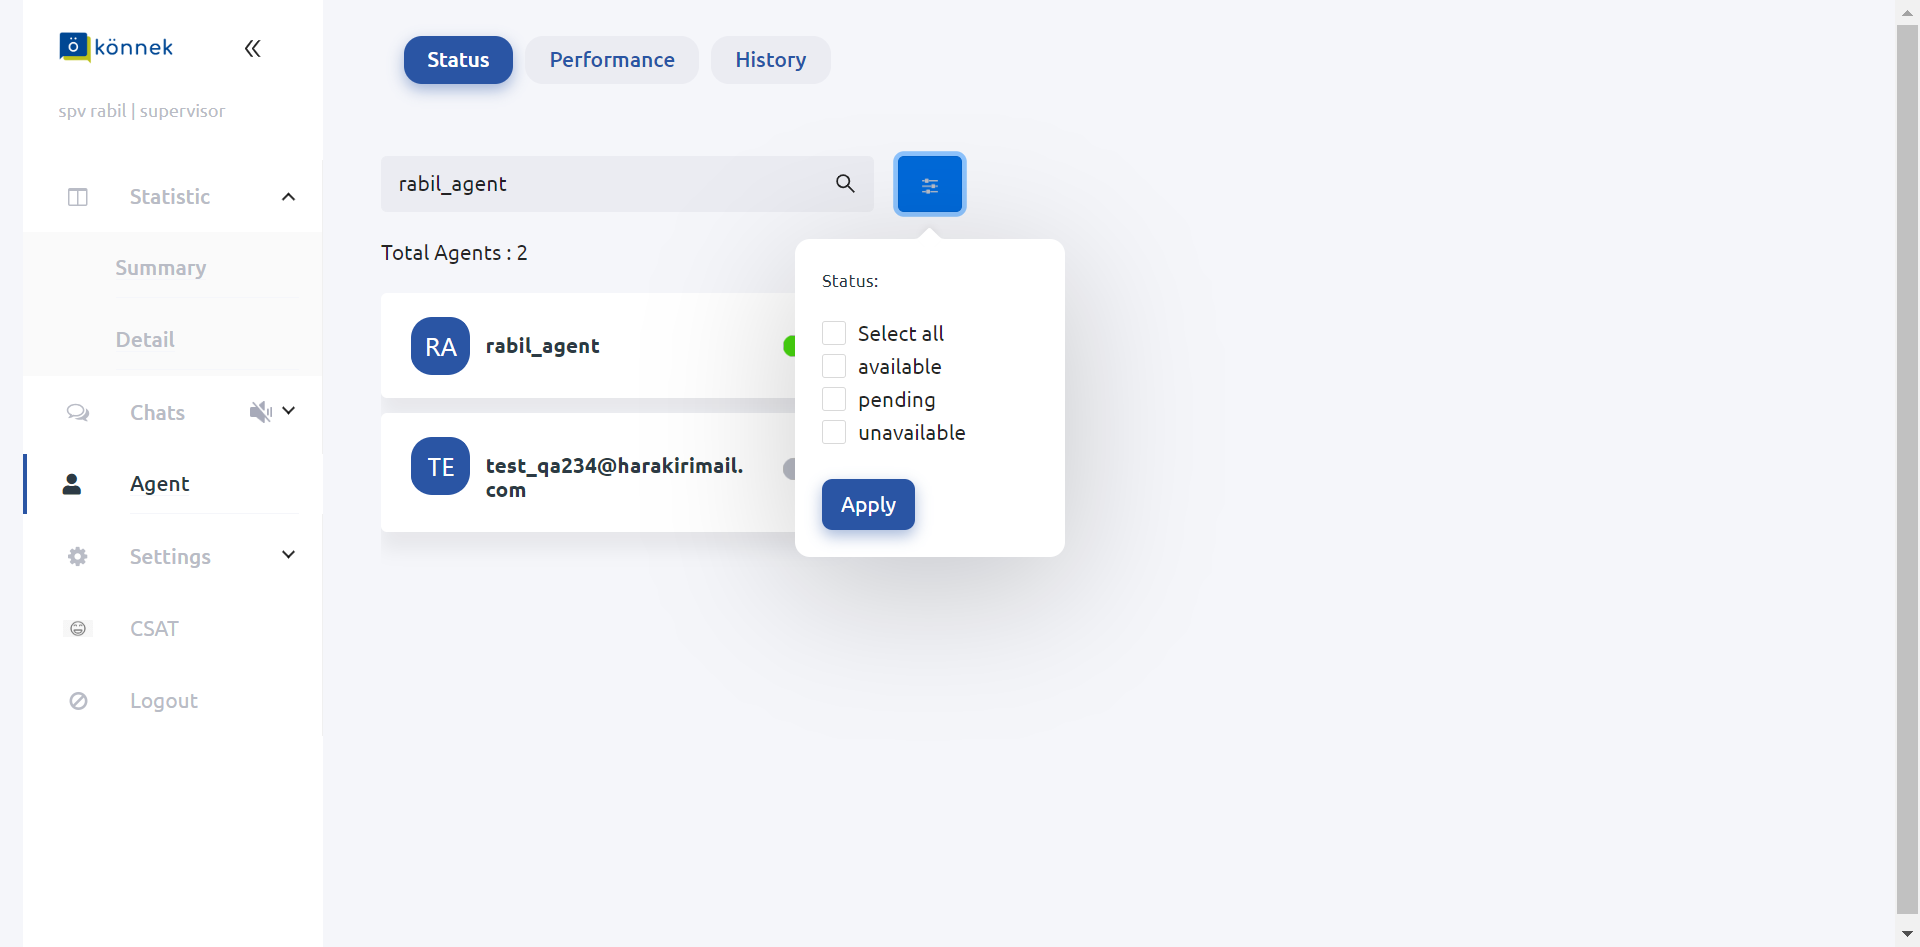 ö könnek
spv rabil | supervisor
Statistic
Summary
Detail
Chats
Agent
Settings
CSAT
Logout
Status
Performance
History
rabil_agent
Total Agents : 2
RA
rabil_agent
TE
test_qa234@harakirimail.
com
Status:
Select all
available
pending
unavailable
Apply